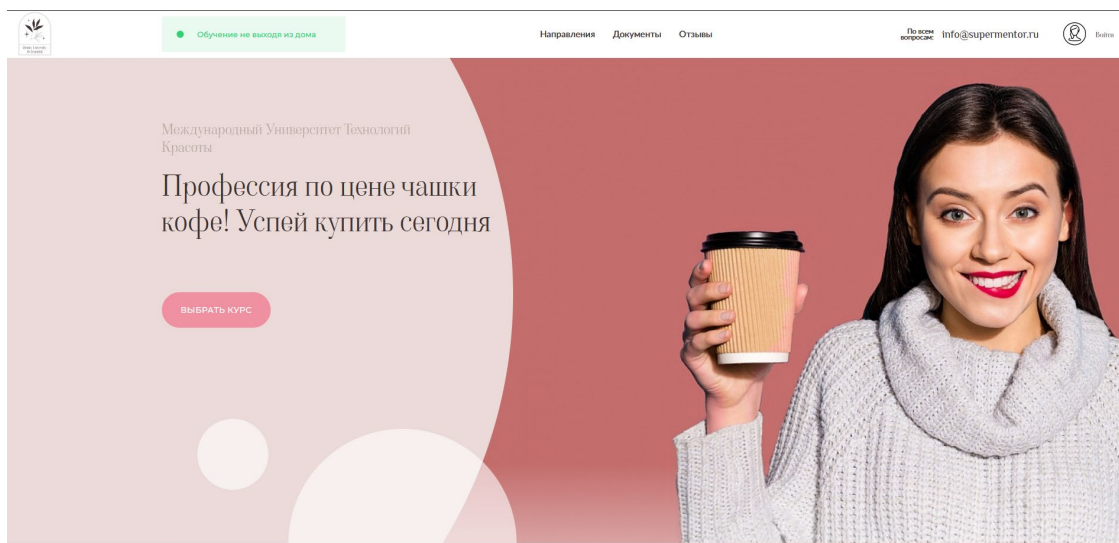 Обучение не выходя из дома
Направления Документы Отзывы
По всем
вопросам:
info@supermentor.ru
Войти
Международный Университет Технологий
Красоты
Профессия по цене чашки
кофе! Успей купить сегодня
ВЫБРАТЬ КУРС